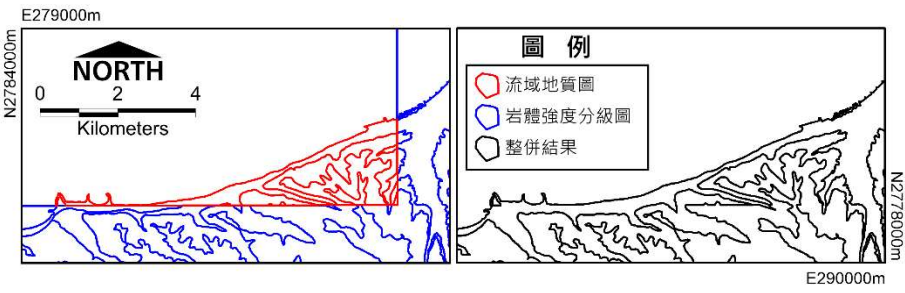 E279000m
N2784000m
NORTH
0 2 4
Kilometers
圖 例
流域地質圖
岩體強度分級圖
整併結果
N2778000m
E290000m